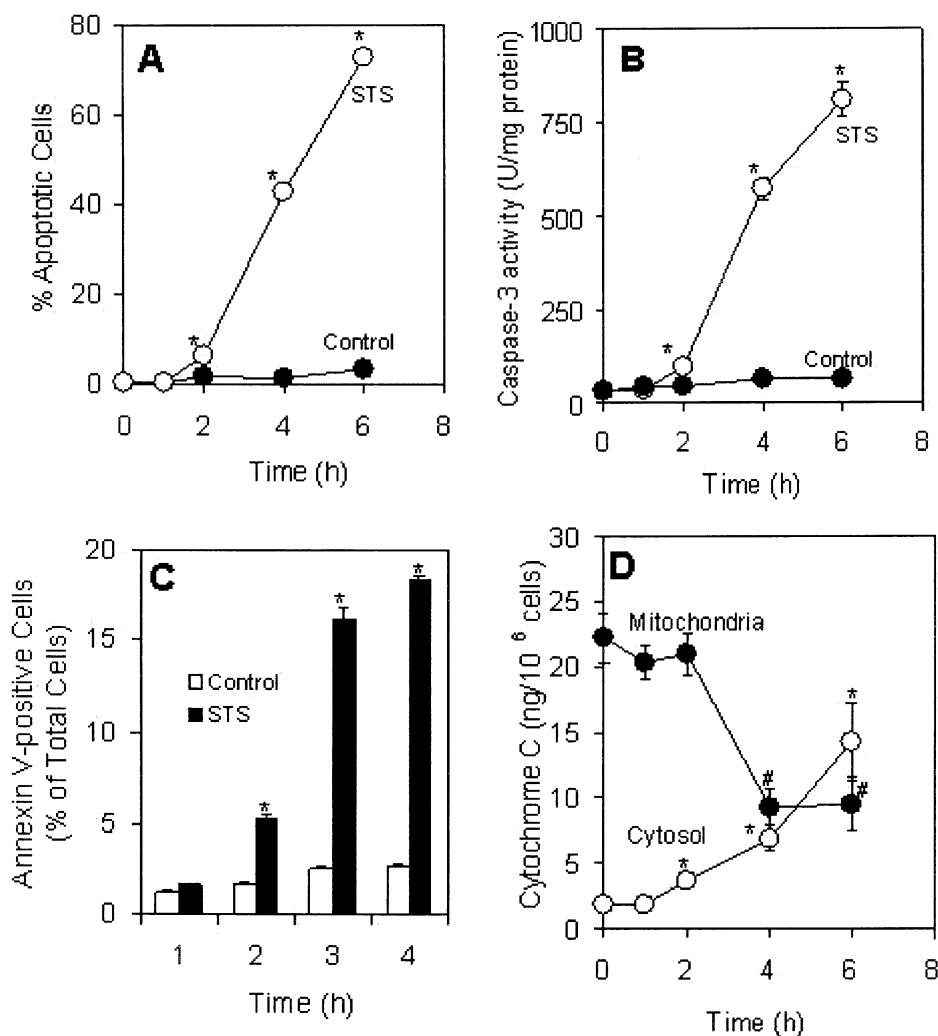 A
% Apoptotic Cells
80
60
40
20
0
*
STS
*
*
Control
0 2 4 6 8
Time (h)
B
Caspase-3 activity (U/mg protein)
1000
750
500
250
0
*
STS
*
*
Control
0 2 4 6 8
Time (h)
C
Annexin V-positive Cells
(% of Total Cells)
20
15
10
5
0
*
*
*
Control
STS
1 2 3 4
Time (h)
D
Cytochrome C (ng/10 6 cells)
30
25
20
15
10
5
0
Mitochondria
*
#
#
Cytosol
*
*
0 2 4 6 8
Time (h)